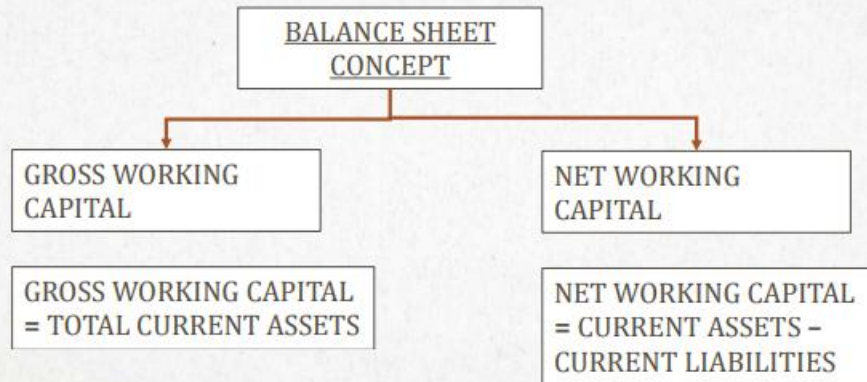 BALANCE SHEET
CONCEPT
GROSS WORKING
CAPITAL
NET WORKING
CAPITAL
GROSS WORKING CAPITAL
= TOTAL CURRENT ASSETS
NET WORKING CAPITAL
= CURRENT ASSETS –
CURRENT LIABILITIES